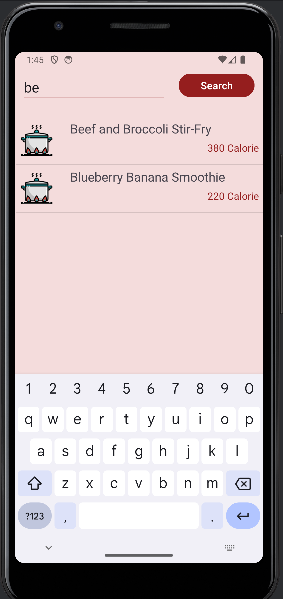 1:45
be
Search
Beef and Broccoli Stir-Fry
380 Calorie
Blueberry Banana Smoothie
220 Calorie
1 2 3 4 5 6 7 8 9 0
q w e r t y u i o p
a s d f g h j k l
z x c v b n m
?123 , .